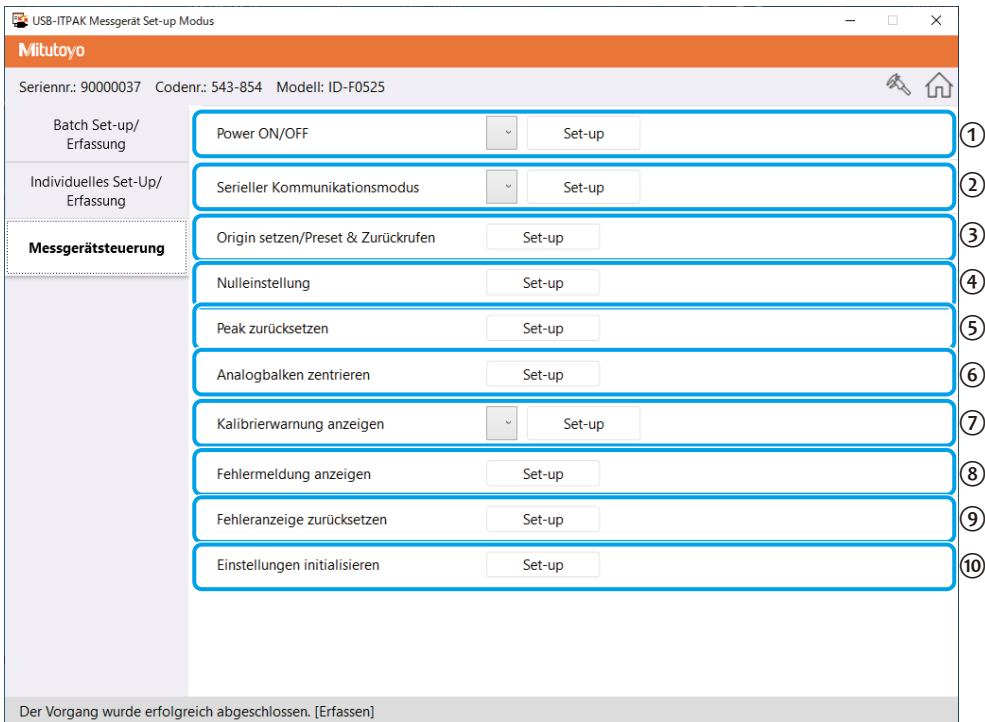 USB-ITPAK Messgerät Set-up Modus
Mitutoyo
Seriennr.: 90000037 Codenr.: 543-854 Modell: ID-F0525
Batch Set-up/
Erfassung
Individuelles Set-Up/
Erfassung
Messgerätsteuerung
Power ON/OFF Set-up ①
Serieller Kommunikationsmodus Set-up ②
Origin setzen/Preset & Zurückrufen Set-up ③
Nulleinstellung Set-up ④
Peak zurücksetzen Set-up ⑤
Analogbalken zentrieren Set-up ⑥
Kalibrierwarnung anzeigen Set-up ⑦
Fehlermeldung anzeigen Set-up ⑧
Fehleranzeige zurücksetzen Set-up ⑨
Einstellungen initialisieren Set-up ⑩
Der Vorgang wurde erfolgreich abgeschlossen. [Erfassen]